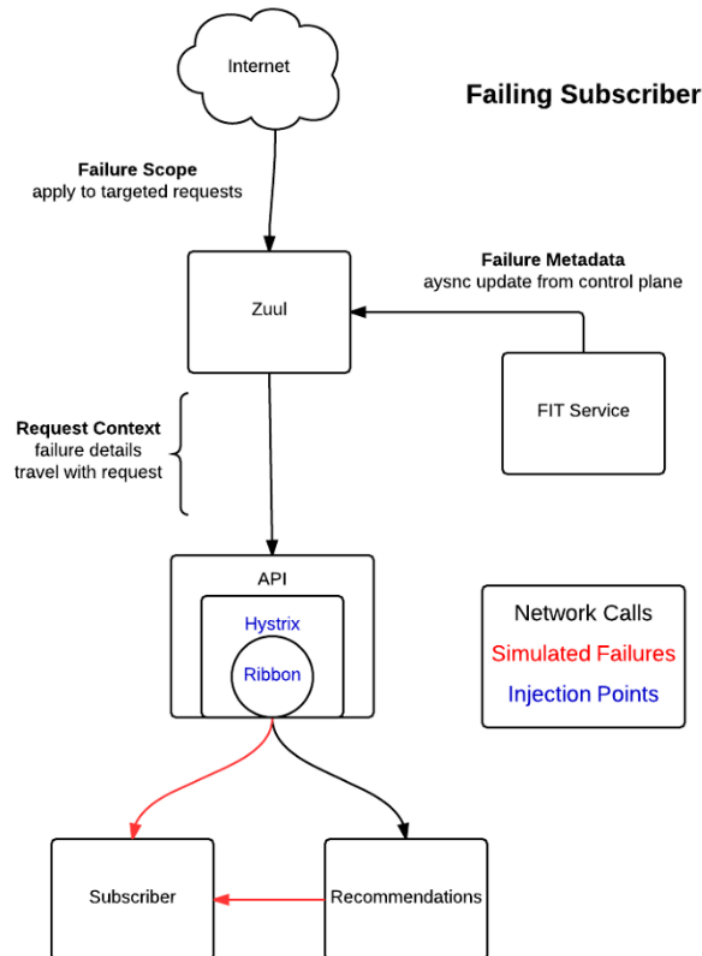 Internet
Failing Subscriber
Failure Scope
apply to targeted requests
Failure Metadata
aysnc update from control plane
Zuul
FIT Service
Request Context
failure details
travel with request
API
Hystrix
Ribbon
Network Calls
Simulated Failures
Injection Points
Subscriber
Recommendations